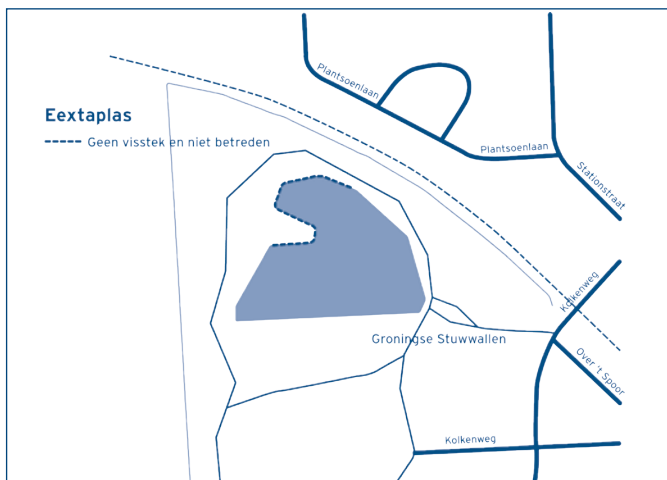 Plantsoenlaan
Eextaplas
Geen visstek en niet betreden
Plantsoenlaan
Stationstraat
Kolkenweg
Groningse Stuwwallen
Over 't Spoor
Kolkenweg